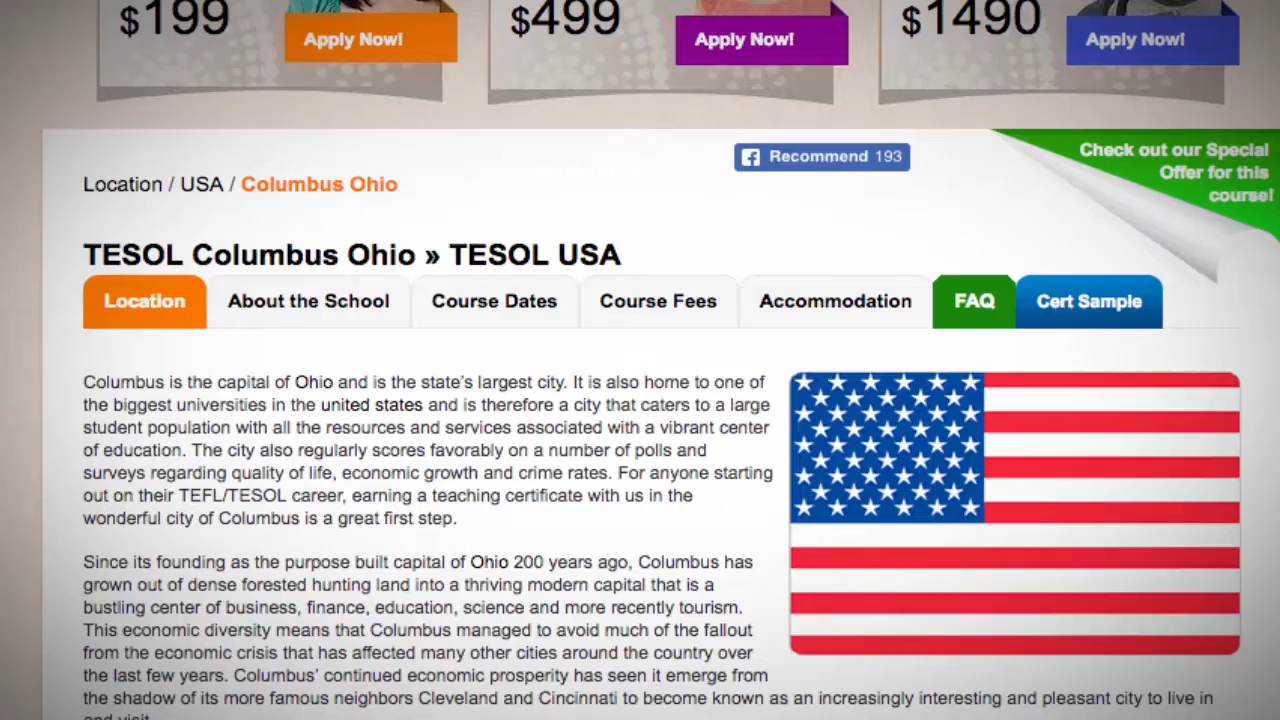 $199
Apply Now!
$499
Apply Now!
$1490
Apply Now!
Recommend 193
Check out our Special
Offer for this
course!
Location / USA / Columbus Ohio
TESOL Columbus Ohio » TESOL USA
Location
About the School
Course Dates
Course Fees
Accommodation
FAQ
Cert Sample
Columbus is the capital of Ohio and is the state's largest city. It is also home to one of
the biggest universities in the united states and is therefore a city that caters to a large
student population with all the resources and services associated with a vibrant center
of education. The city also regularly scores favorably on a number of polls and
surveys regarding quality of life, economic growth and crime rates. For anyone starting
out on their TEFL/TESOL career, earning a teaching certificate with us in the
wonderful city of Columbus is a great first step.
Since its founding as the purpose built capital of Ohio 200 years ago, Columbus has
grown out of dense forested hunting land into a thriving modern capital that is a
bustling center of business, finance, education, science and more recently tourism.
This economic diversity means that Columbus managed to avoid much of the fallout
from the economic crisis that has affected many other cities around the country over
the last few years. Columbus' continued economic prosperity has seen it emerge from
the shadow of its more famous neighbors Cleveland and Cincinnati to become known as an increasingly interesting and pleasant city to live in
and visit.